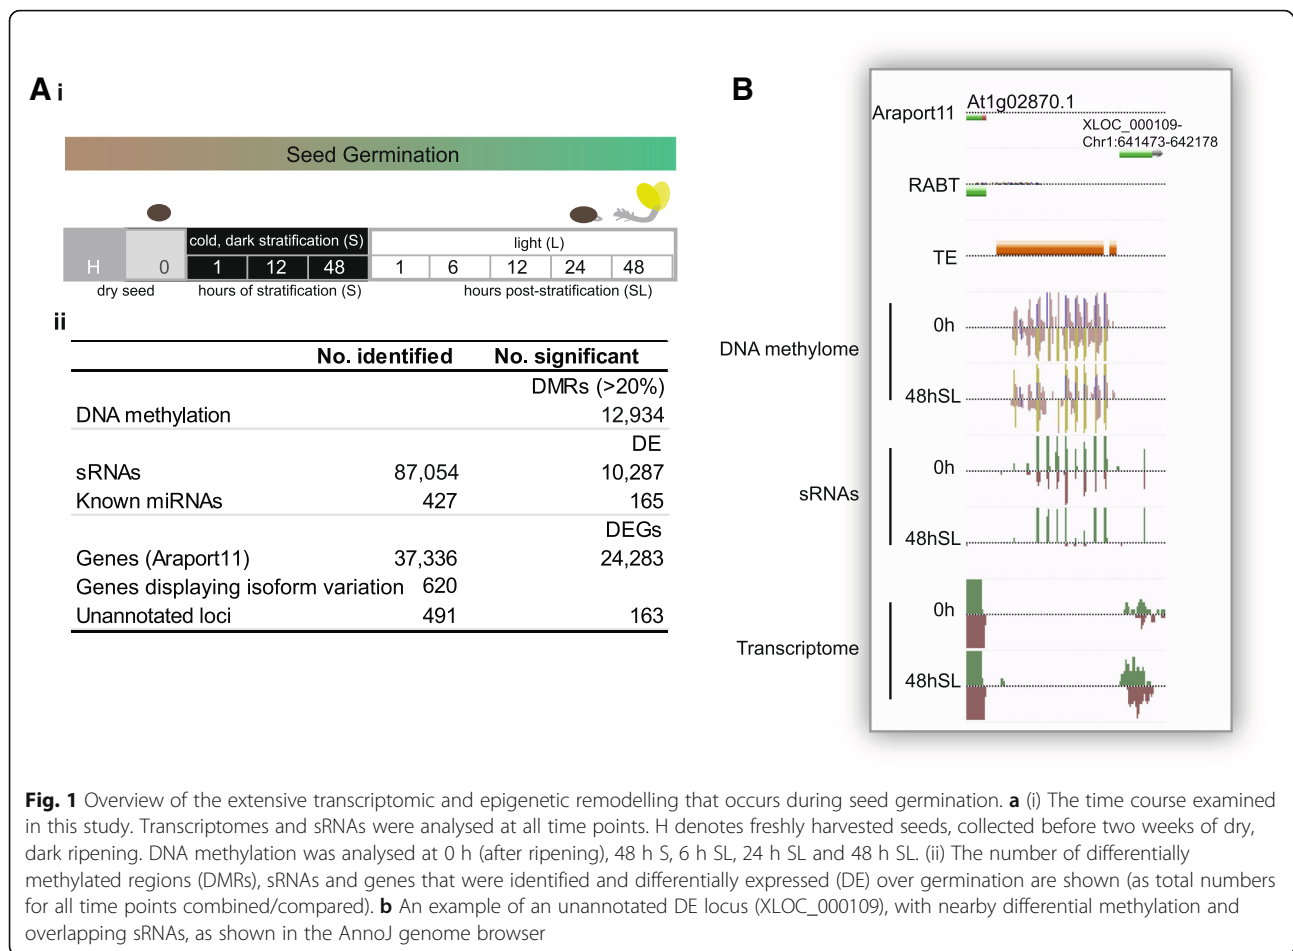 A i
Seed Germination
cold, dark stratification (S)
light (L)
H 0 1 12 48 1 6 12 24 48
dry seed
hours of stratification (S)
hours post-stratification (SL)
ii
No. identified No. significant
DMRs (>20%)
DNA methylation 12,934
DE
sRNAs 87,054 10,287
Known miRNAs 427 165
DEGs
Genes (Araport11) 37,336 24,283
Genes displaying isoform variation 620
Unannotated loci 491 163
B
Araport11
At1g02870.1
XLOC_000109-
Chr1:641473-642178
RABT
TE
DNA methylome
0h
48hSL
sRNAs
0h
48hSL
Transcriptome
0h
48hSL
Fig. 1 Overview of the extensive transcriptomic and epigenetic remodelling that occurs during seed germination. a (i) The time course examined
in this study. Transcriptomes and sRNAs were analysed at all time points. H denotes freshly harvested seeds, collected before two weeks of dry,
dark ripening. DNA methylation was analysed at 0 h (after ripening), 48 h S, 6 h SL, 24 h SL and 48 h SL. (ii) The number of differentially
methylated regions (DMRs), sRNAs and genes that were identified and differentially expressed (DE) over germination are shown (as total numbers
for all time points combined/compared). b An example of an unannotated DE locus (XLOC_000109), with nearby differential methylation and
overlapping sRNAs, as shown in the AnnoJ genome browser